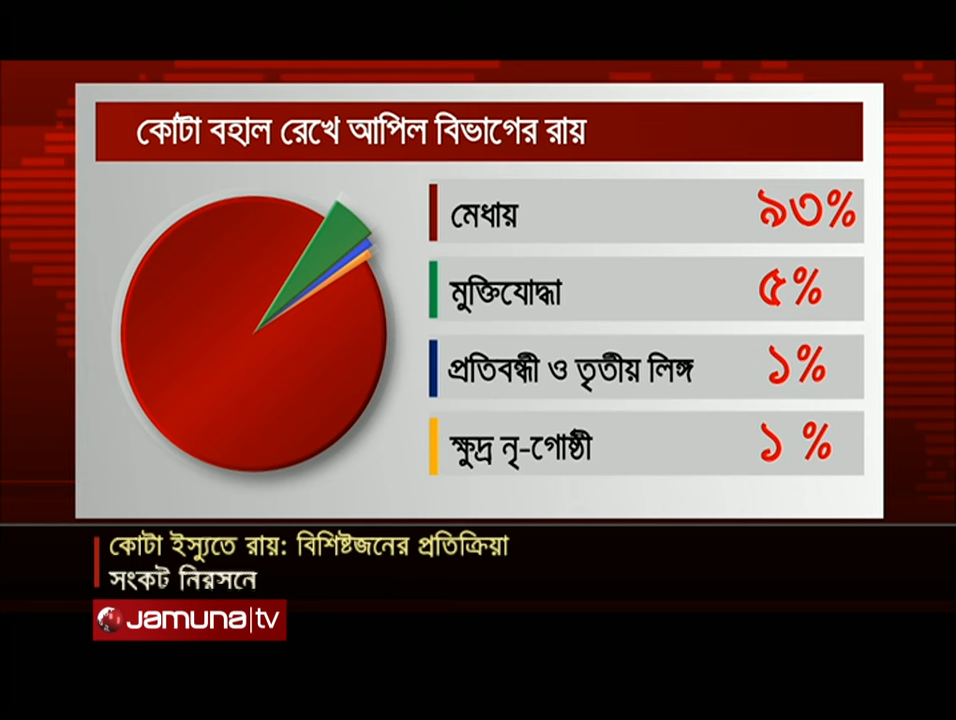 কোটা বহাল রেখে আপিল বিভাগের রায়
মেধায় ৯৩%
মুক্তিযোদ্ধা ৫%
প্রতিবন্ধী ও তৃতীয় লিঙ্গ ১%
ক্ষুদ্র নৃ-গোষ্ঠী ১ %
কোটা ইস্যুতে রায়: বিশিষ্টজনের প্রতিক্রিয়া
সংকট নিরসনে
Jamuna|tv